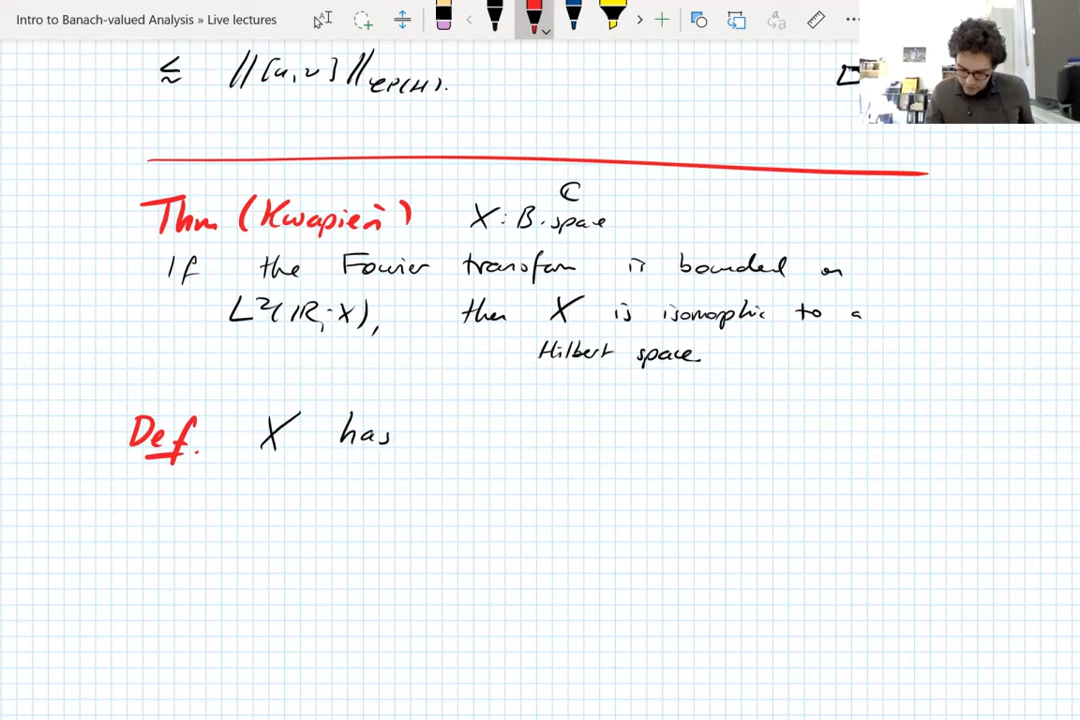 Intro to Banach-valued Analysis » Live lectures
≲ ||[u,v]||
Thm (Kwapień) X: B. space
ℂ
If the Fourier transfom is bounded on
L²(ℝ; X), then X is isomorphic to a
Hilbert space
Def. X has